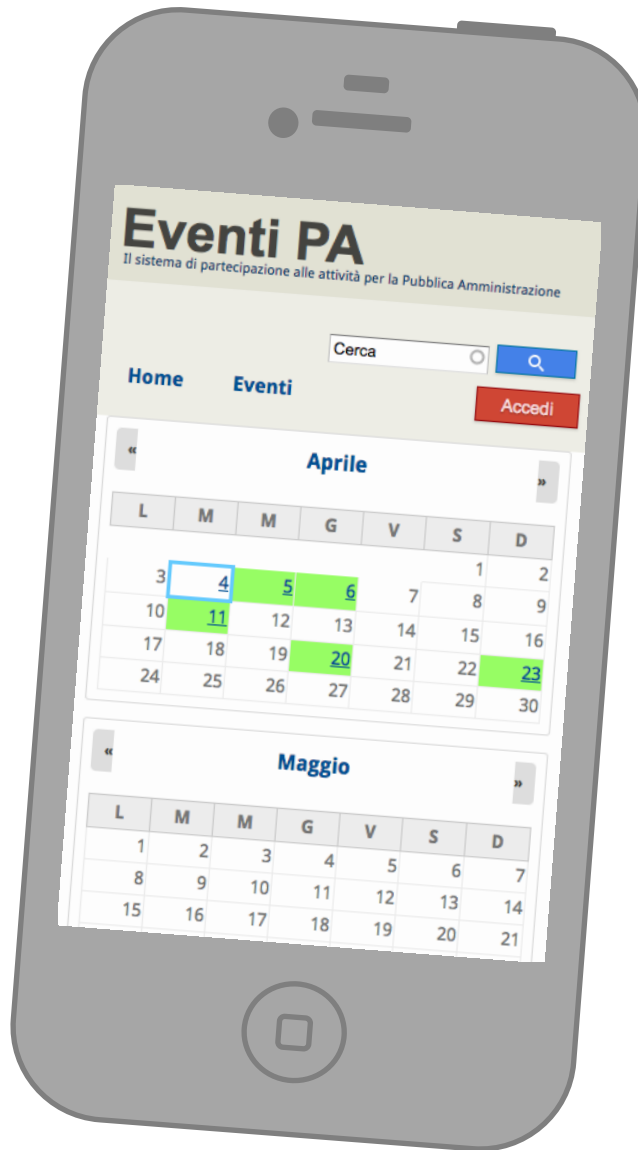 Eventi PA
Il sistema di partecipazione alle attività per la Pubblica Amministrazione
Cerca
Home Eventi
Accedi
« Aprile »
L M M G V S D
1 2
3 4 5 6 7 8 9
10 11 12 13 14 15 16
17 18 19 20 21 22 23
24 25 26 27 28 29 30
« Maggio »
L M M G V S D
1 2 3 4 5 6 7
8 9 10 11 12 13 14
15 16 17 18 19 20 21